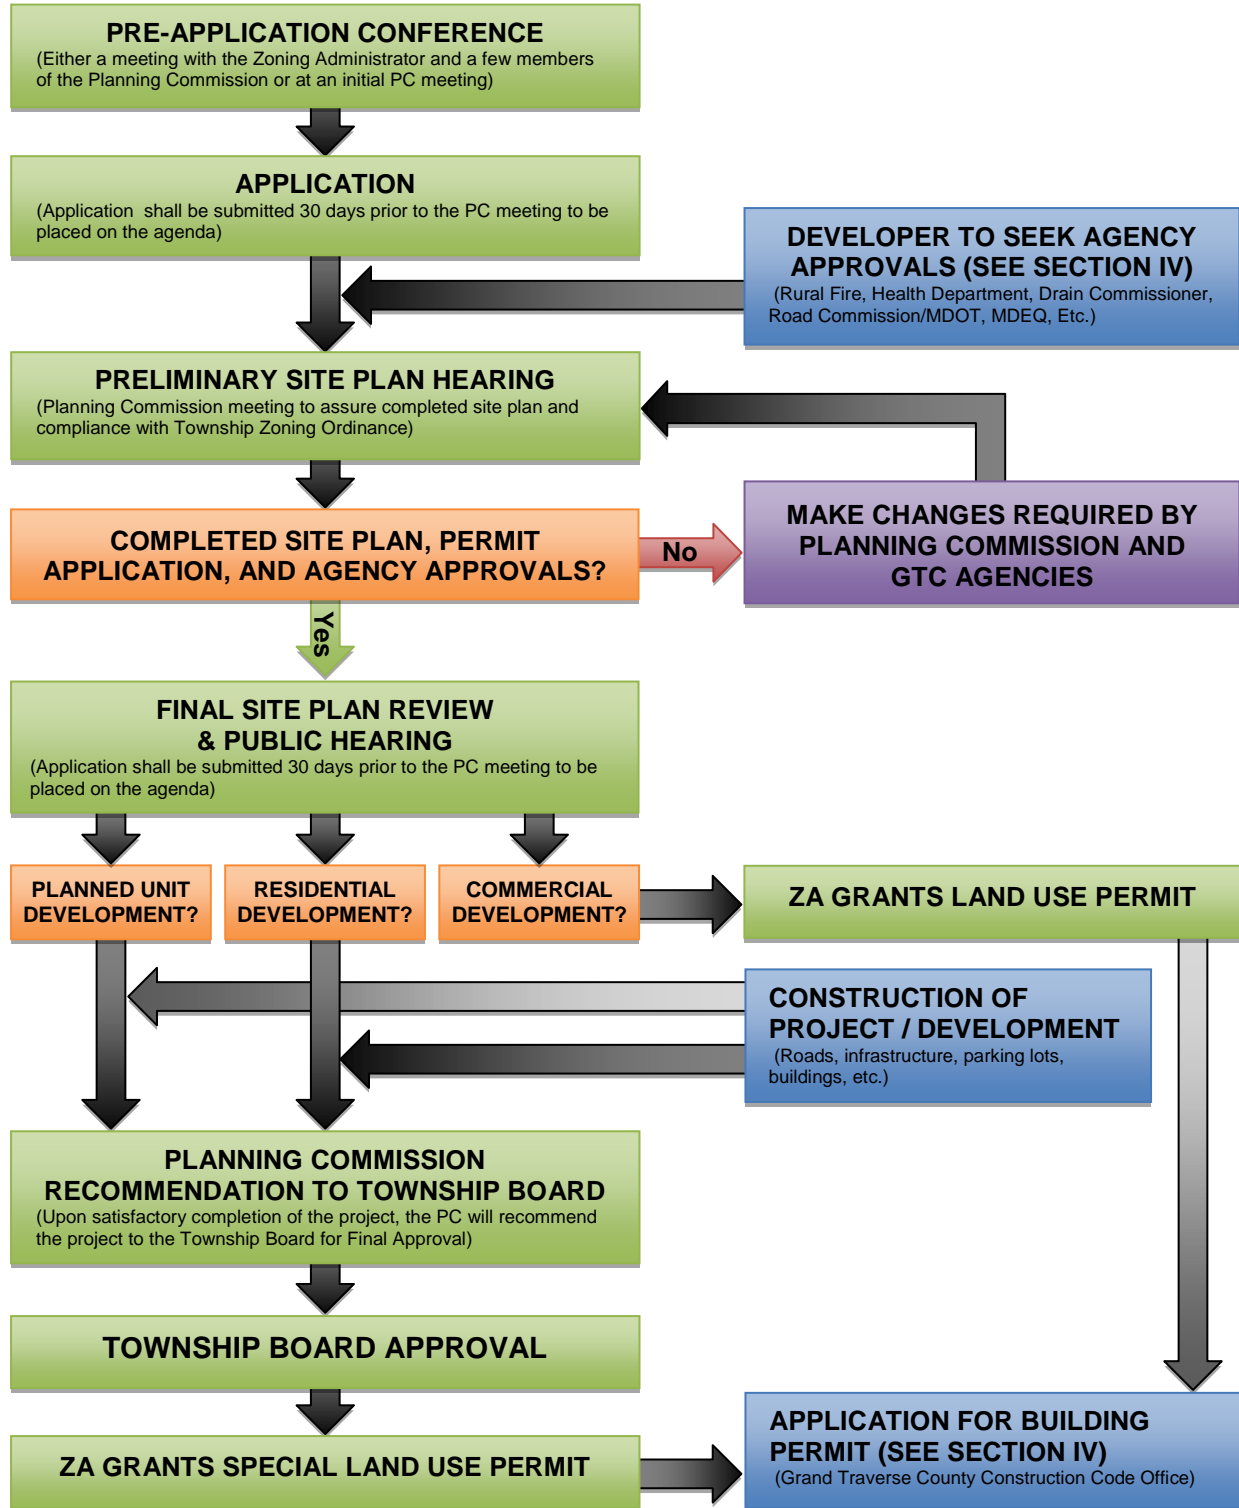 PRE-APPLICATION CONFERENCE
(Either a meeting with the Zoning Administrator and a few members
of the Planning Commission or at an initial PC meeting)
APPLICATION
(Application shall be submitted 30 days prior to the PC meeting to be
placed on the agenda)
DEVELOPER TO SEEK AGENCY
APPROVALS (SEE SECTION IV)
(Rural Fire, Health Department, Drain Commissioner,
Road Commission/MDOT, MDEQ, Etc.)
PRELIMINARY SITE PLAN HEARING
(Planning Commission meeting to assure completed site plan and
compliance with Township Zoning Ordinance)
COMPLETED SITE PLAN, PERMIT
APPLICATION, AND AGENCY APPROVALS?
No
MAKE CHANGES REQUIRED BY
PLANNING COMMISSION AND
GTC AGENCIES
Yes
FINAL SITE PLAN REVIEW
& PUBLIC HEARING
(Application shall be submitted 30 days prior to the PC meeting to be
placed on the agenda)
PLANNED UNIT
DEVELOPMENT?
RESIDENTIAL
DEVELOPMENT?
COMMERCIAL
DEVELOPMENT?
ZA GRANTS LAND USE PERMIT
CONSTRUCTION OF
PROJECT / DEVELOPMENT
(Roads, infrastructure, parking lots,
buildings, etc.)
PLANNING COMMISSION
RECOMMENDATION TO TOWNSHIP BOARD
(Upon satisfactory completion of the project, the PC will recommend
the project to the Township Board for Final Approval)
TOWNSHIP BOARD APPROVAL
ZA GRANTS SPECIAL LAND USE PERMIT
APPLICATION FOR BUILDING
PERMIT (SEE SECTION IV)
(Grand Traverse County Construction Code Office)